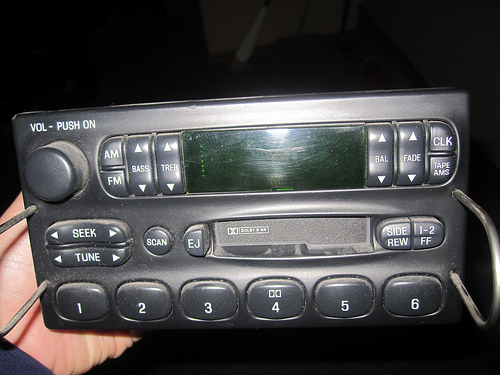 VOL - PUSH ON
AM
FM
BASS
TREB
BAL
FADE
CLK
TAPE
AMS
SEEK
TUNE
SCAN
EJ
DOLBY B NR
SIDE
REW
1-2
FF
1
2
3
4
5
6